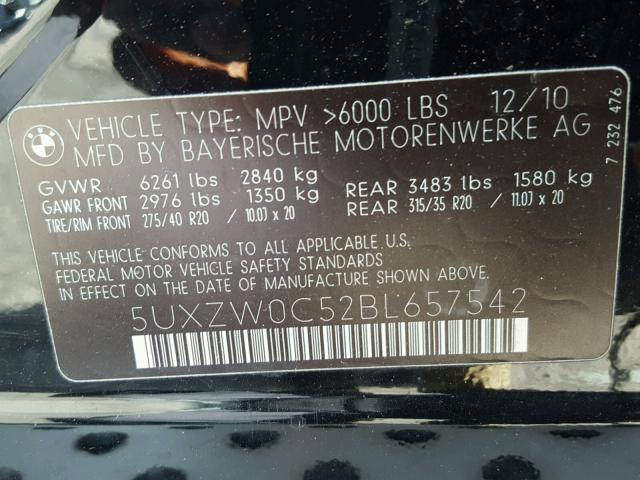 BMW
VEHICLE TYPE: MPV >6000 LBS 12/10
MFD BY BAYERISCHE MOTORENWERKE AG
7 232 476
GVWR 6261 lbs 2840 kg
GAWR FRONT 2976 lbs 1350 kg REAR 3483 lbs 1580 kg
TIRE/RIM FRONT 275/40 R20 / 10.0J x 20 REAR 315/35 R20 / 11.0J x 20
THIS VEHICLE CONFORMS TO ALL APPLICABLE U.S.
FEDERAL MOTOR VEHICLE SAFETY STANDARDS
IN EFFECT ON THE DATE OF MANUFACTURE SHOWN ABOVE.
5UXZW0C52BL657542